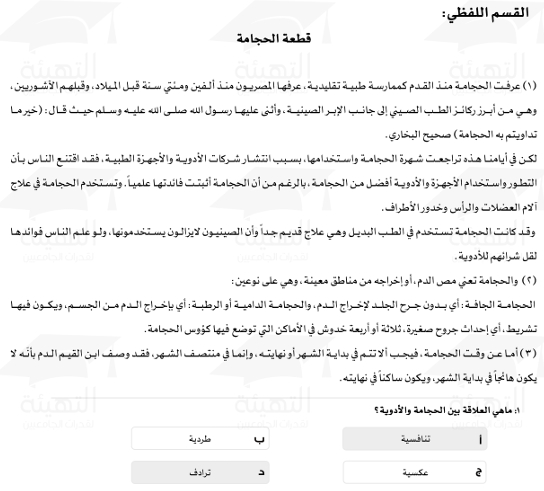 القسم اللفظي:
قطعة الحجامة
(١) عرفت الحجامة منذ القدم كممارسة طبية تقليدية، عرفها المصريون منذ ألفين ومئتي سنة قبل الميلاد، وقبلهم الأشوريين،
وهي من أبرز ركائز الطب الصيني إلى جانب الإبر الصينية، وأثنى عليها رسول الله صلى الله عليه وسلم حيث قال: (خير ما
تداويتم به الحجامة) صحيح البخاري.
لكن في أيامنا هذه تراجعت شهرة الحجامة واستخدامها، بسبب انتشار شركات الأدوية والأجهزة الطبية، فقد اقتنع الناس بأن
التطور واستخدام الأجهزة والأدوية أفضل من الحجامة، بالرغم من أن الحجامة أثبتت فائدتها علمياً. وتستخدم الحجامة في علاج
آلام العضلات والرأس وخدور الأطراف.
وقد كانت الحجامة تستخدم في الطب البديل وهي علاج قديم جداً وأن الصينيون لايزالون يستخدمونها، ولو علم الناس فوائدها
لقل شرائهم للأدوية.
(٢) والحجامة تعني مص الدم، أو إخراجه من مناطق معينة، وهي على نوعين:
الحجامة الجافة: أي بدون جرح الجلد لإخراج الدم، والحجامة الدامية أو الرطبة: أي بإخراج الدم من الجسم، ويكون فيها
تشريط، أي إحداث جروح صغيرة، ثلاثة أو أربعة خدوش في الأماكن التي توضع فيها كؤوس الحجامة.
(٣) أما عن وقت الحجامة، فيجب ألا تتم في بداية الشهر أو نهايته، وإنما في منتصف الشهر، فقد وصف ابن القيم الدم بأنه لا
يكون هائجاً في بداية الشهر، ويكون ساكناً في نهايته.
١: ماهي العلاقة بين الحجامة والأدوية؟
أ تنافسية
ب طردية
ج عكسية
د ترادف
التهيئة